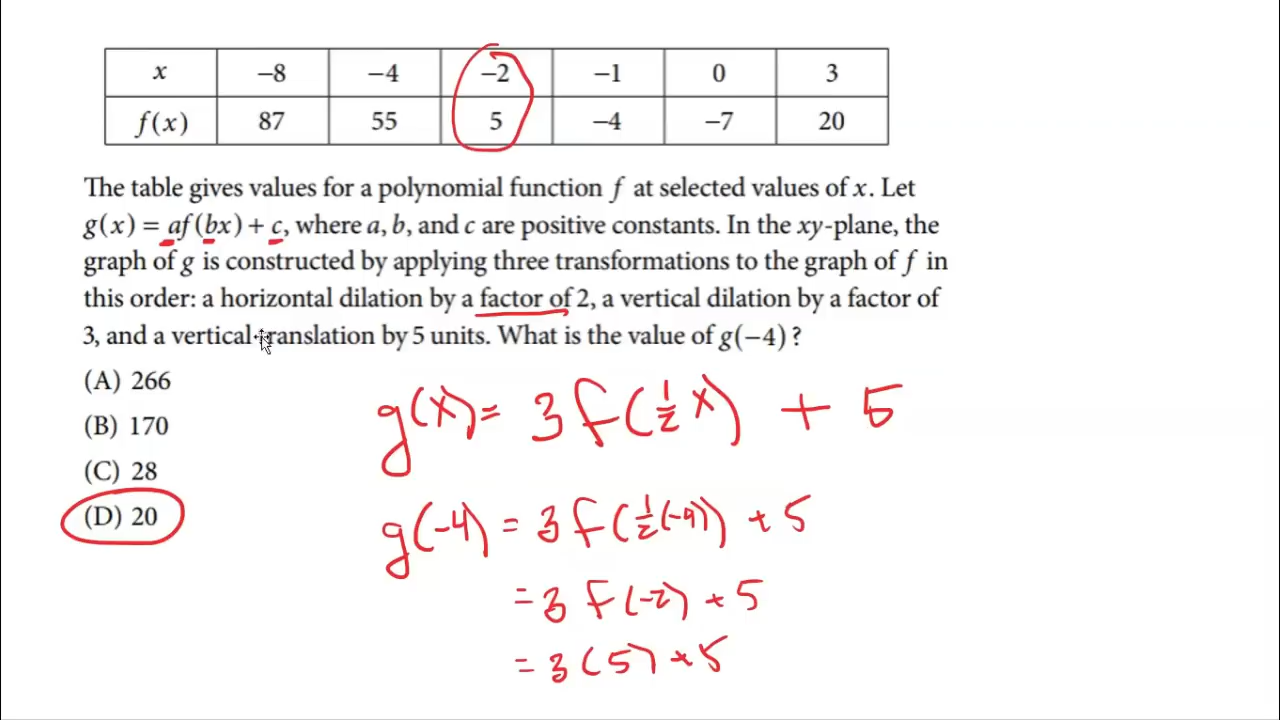 x −8 −4 −2 −1 0 3
f(x) 87 55 5 −4 −7 20
The table gives values for a polynomial function f at selected values of x. Let
g(x) = af(bx) + c, where a, b, and c are positive constants. In the xy-plane, the
graph of g is constructed by applying three transformations to the graph of f in
this order: a horizontal dilation by a factor of 2, a vertical dilation by a factor of
3, and a vertical translation by 5 units. What is the value of g(−4)?
(A) 266
(B) 170
(C) 28
(D) 20
g(x) = 3f(1/2 x) + 5
g(-4) = 3f(1/2(-4)) + 5
= 3f(-2) + 5
= 3(5) + 5